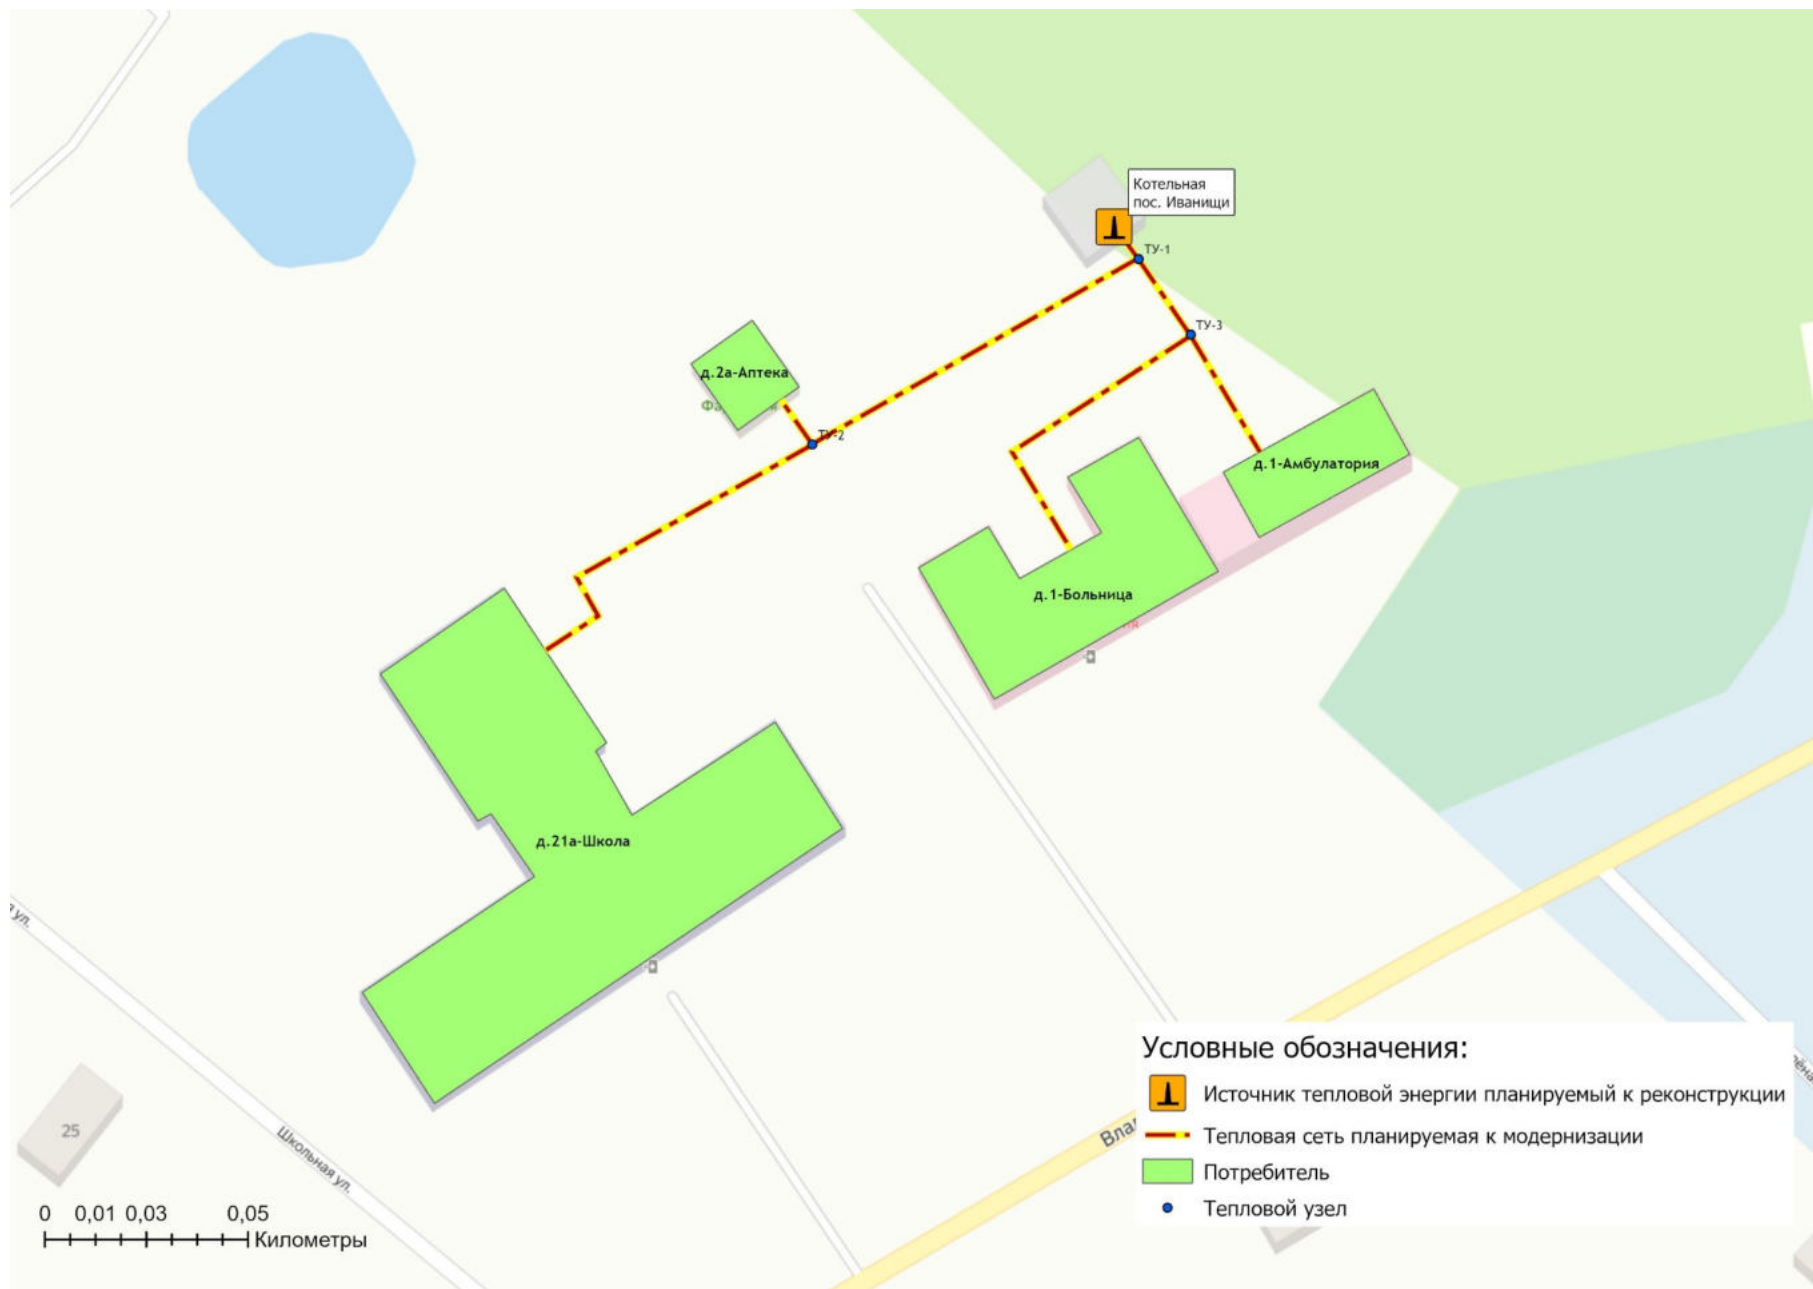 Котельная
пос. Иванищи
ТУ-1
ТУ-3
д.2а-Аптека
ТУ-2
д.1-Амбулатория
д.1-Больница
д.21а-Школа
ул.
25
Школьная ул.
Условные обозначения:
Источник тепловой энергии планируемый к реконструкции
Тепловая сеть планируемая к модернизации
Потребитель
Тепловой узел
0 0,01 0,03 0,05
Километры